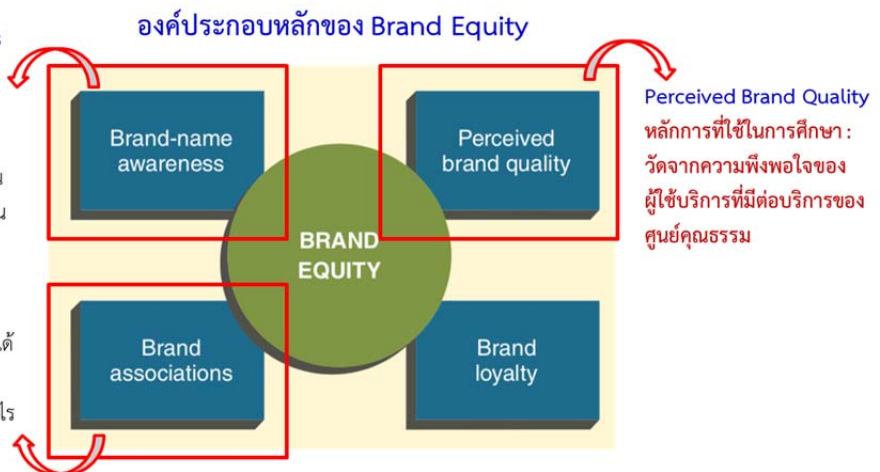 องค์ประกอบหลักของ Brand Equity
Brand-name
awareness
Perceived
brand quality
BRAND
EQUITY
Brand
associations
Brand
loyalty
Perceived Brand Quality
หลักการที่ใช้ในการศึกษา :
วัดจากความพึงพอใจของ
ผู้ใช้บริการที่มีต่อบริการของ
ศูนย์คุณธรรม